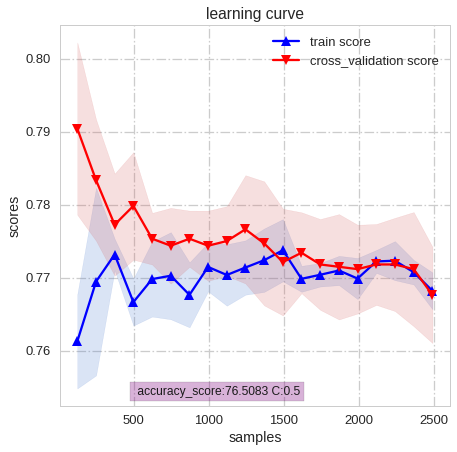 learning curve
train score
cross_validation score
scores
0.80
0.79
0.78
0.77
0.76
accuracy_score:76.5083 C:0.5
500
1000
1500
2000
2500
samples